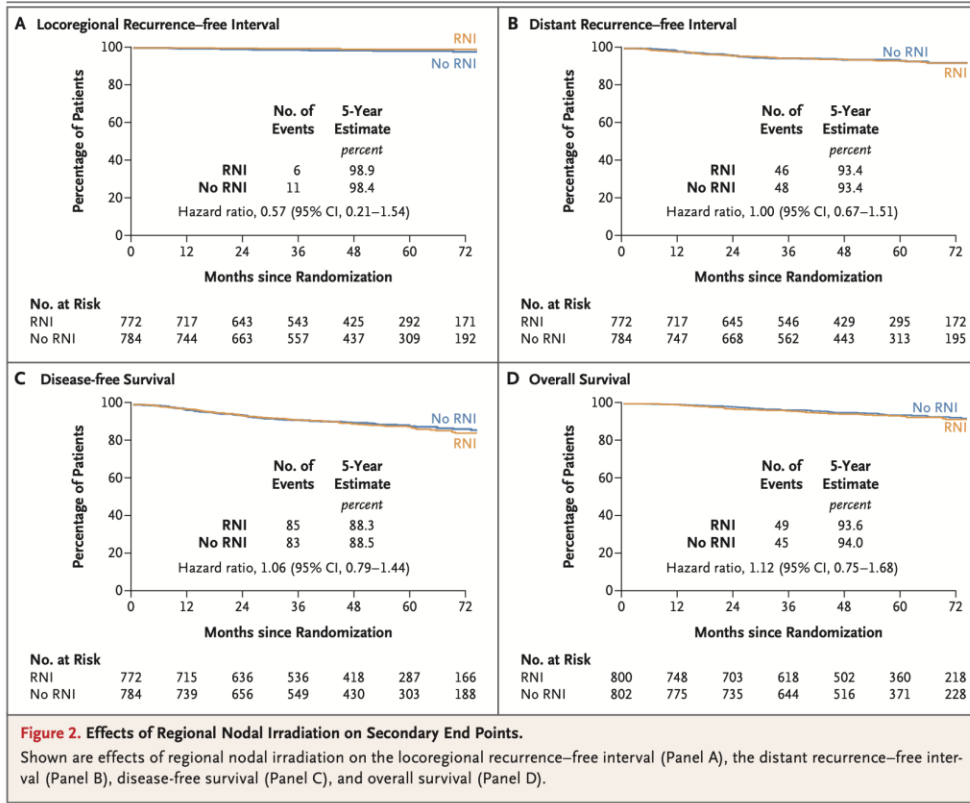 A Locoregional Recurrence–free Interval
100
80
60
40
20
0
Percentage of Patients
RNI
No RNI
No. of Events
5-Year Estimate
percent
RNI 6 98.9
No RNI 11 98.4
Hazard ratio, 0.57 (95% CI, 0.21–1.54)
0 12 24 36 48 60 72
Months since Randomization
No. at Risk
RNI 772 717 643 543 425 292 171
No RNI 784 744 663 557 437 309 192
B Distant Recurrence–free Interval
100
80
60
40
20
0
Percentage of Patients
No RNI
RNI
No. of Events
5-Year Estimate
percent
RNI 46 93.4
No RNI 48 93.4
Hazard ratio, 1.00 (95% CI, 0.67–1.51)
0 12 24 36 48 60 72
Months since Randomization
No. at Risk
RNI 772 717 645 546 429 295 172
No RNI 784 747 668 562 443 313 195
C Disease-free Survival
100
80
60
40
20
0
Percentage of Patients
No RNI
RNI
No. of Events
5-Year Estimate
percent
RNI 85 88.3
No RNI 83 88.5
Hazard ratio, 1.06 (95% CI, 0.79–1.44)
0 12 24 36 48 60 72
Months since Randomization
No. at Risk
RNI 772 715 636 536 418 287 166
No RNI 784 739 656 549 430 303 188
D Overall Survival
100
80
60
40
20
0
Percentage of Patients
No RNI
RNI
No. of Events
5-Year Estimate
percent
RNI 49 93.6
No RNI 45 94.0
Hazard ratio, 1.12 (95% CI, 0.75–1.68)
0 12 24 36 48 60 72
Months since Randomization
No. at Risk
RNI 800 748 703 618 502 360 218
No RNI 802 775 735 644 516 371 228
Figure 2. Effects of Regional Nodal Irradiation on Secondary End Points.
Shown are effects of regional nodal irradiation on the locoregional recurrence–free interval (Panel A), the distant recurrence–free inter-
val (Panel B), disease-free survival (Panel C), and overall survival (Panel D).